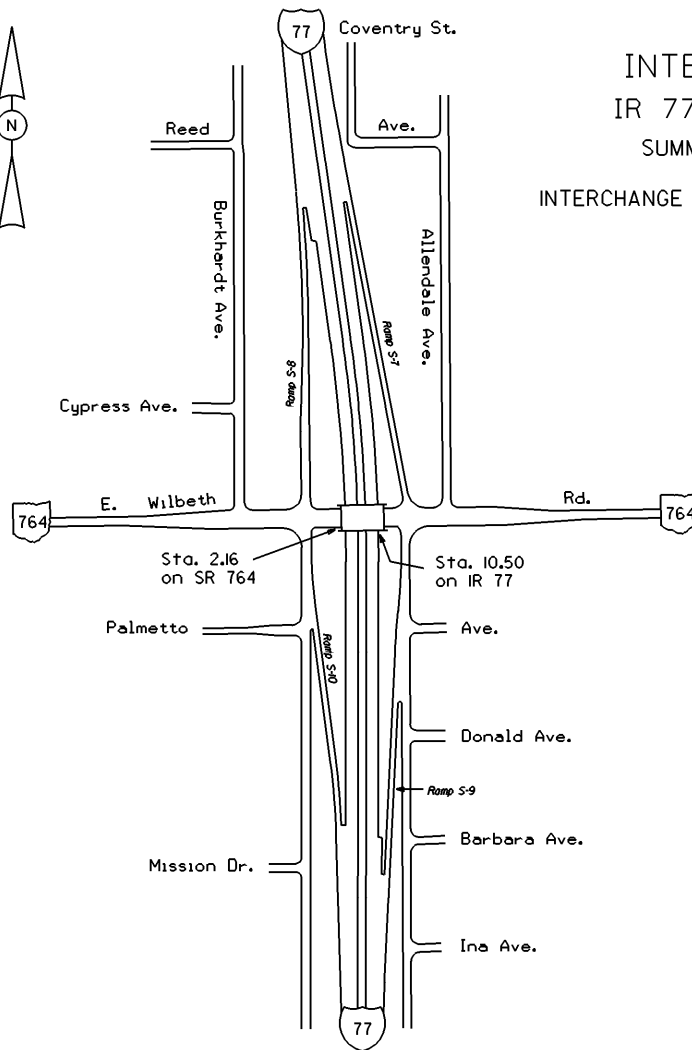 77
Coventry St.
INTE
IR 77
SUMM
INTERCHANGE
N
Reed
Ave.
Burkhardt Ave.
Allendale Ave.
Ramp S-7
Ramp S-8
Cypress Ave.
E. Wilbeth
Rd.
764
764
Sta. 2.16
on SR 764
Sta. 10.50
on IR 77
Palmetto
Ave.
Ramp S-10
Donald Ave.
Ramp S-9
Barbara Ave.
Mission Dr.
Ina Ave.
77